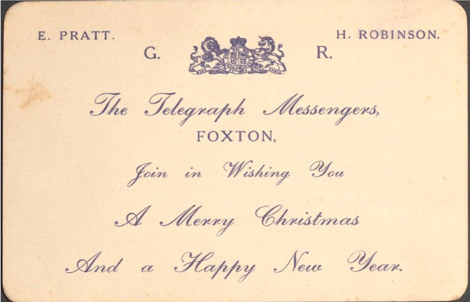 E. PRATT. H. ROBINSON.
G. R.
The Telegraph Messengers,
FOXTON,
Join in Wishing You
A Merry Christmas
And a Happy New Year.